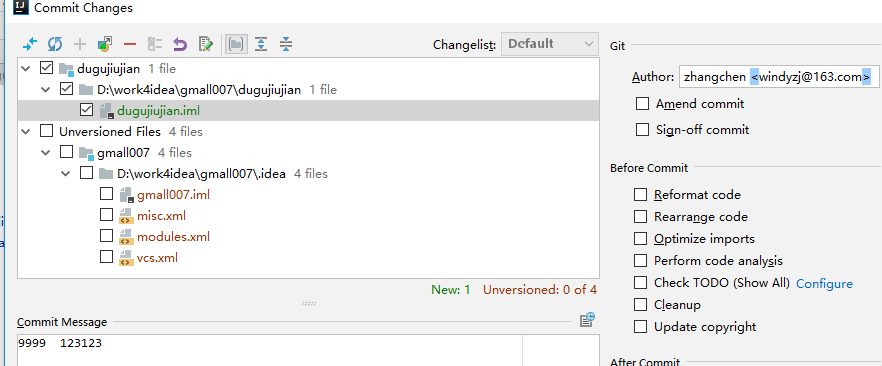 Commit Changes
Changelist: Default
dugujiujian 1 file
D:\work4idea\gmall007\dugujiujian 1 file
dugujiujian.iml
Unversioned Files 4 files
gmall007 4 files
D:\work4idea\gmall007\.idea 4 files
gmall007.iml
misc.xml
modules.xml
vcs.xml
New: 1 Unversioned: 0 of 4
Commit Message
9999 123123
Git
Author: zhangchen <windyzj@163.com>
Amend commit
Sign-off commit
Before Commit
Reformat code
Rearrange code
Optimize imports
Perform code analysis
Check TODO (Show All) Configure
Cleanup
Update copyright
After Commit